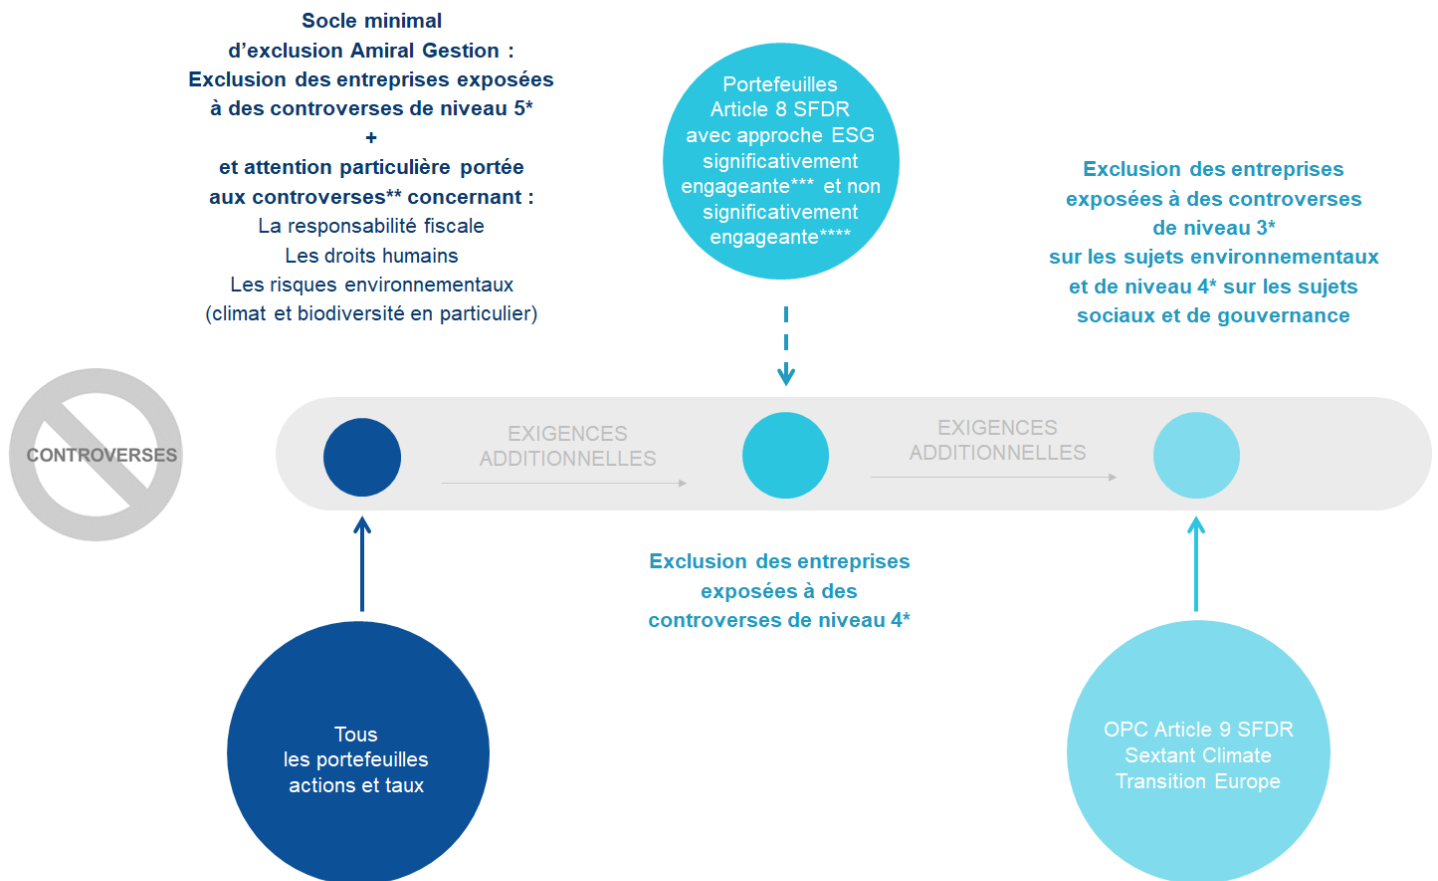 Socle minimal
d'exclusion Amiral Gestion :
Exclusion des entreprises exposées
à des controverses de niveau 5*
+
et attention particulière portée
aux controverses** concernant :
La responsabilité fiscale
Les droits humains
Les risques environnementaux
(climat et biodiversité en particulier)
Portefeuilles
Article 8 SFDR
avec approche ESG
significativement
engageante*** et non
significativement
engageante****
Exclusion des entreprises
exposées à des controverses
de niveau 3*
sur les sujets environnementaux
et de niveau 4* sur les sujets
sociaux et de gouvernance
CONTROVERSES
EXIGENCES
ADDITIONNELLES
EXIGENCES
ADDITIONNELLES
Exclusion des entreprises
exposées à des
controverses de niveau 4*
Tous
les portefeuilles
actions et taux
OPC Article 9 SFDR
Sextant Climate
Transition Europe